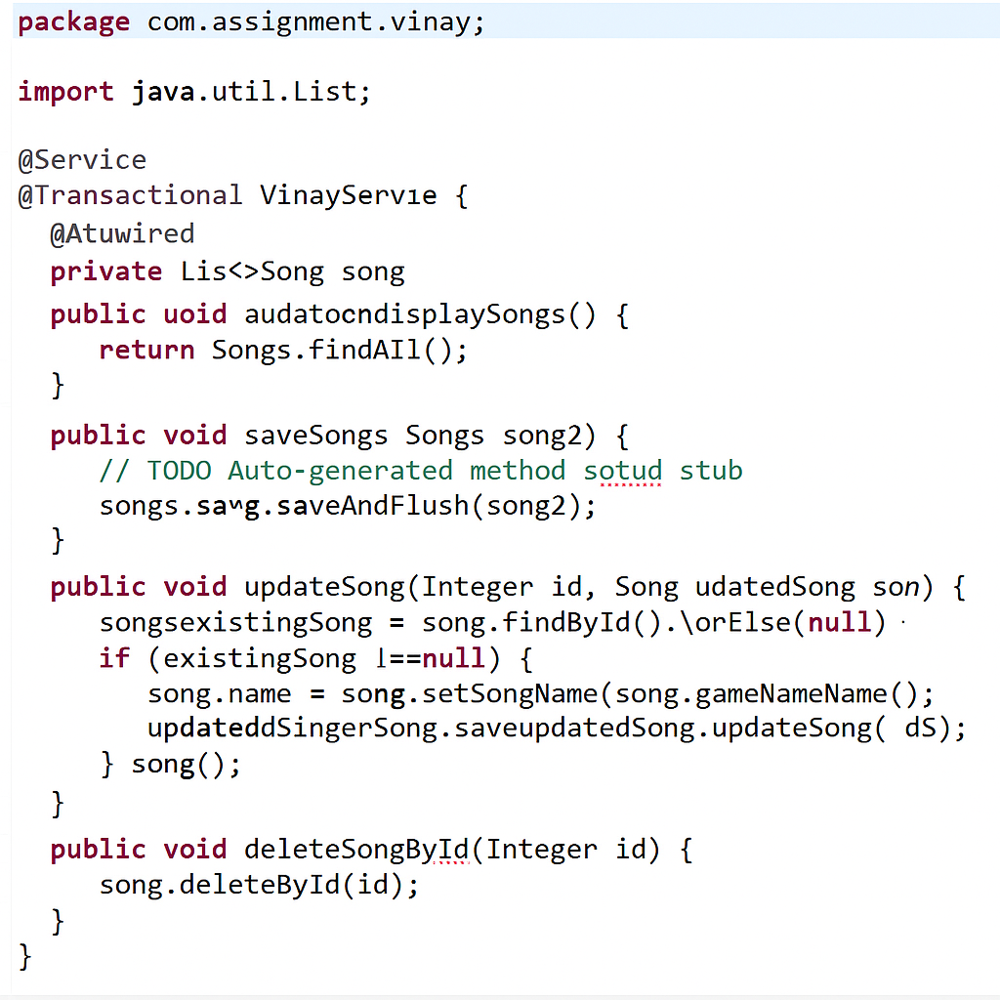 package com.assignment.vinay;
import java.util.List;
@Service
@Transactional VinayServıe {
@Atuwired
private Lis<>Song song
public uoid audatocndisplaySongs() {
return Songs.findAIl();
}
public void saveSongs Songs song2) {
// TODO Auto-generated method sotud stub
songs. .saveAndFlush(song2);
}
public void updateSong(Integer id, Song udatedSong son) {
songsexistingSong = song.findById().\orElse(null) ·
if (existingSong l==null) {
song.name = song.setSongName(song.gameNameName();
updateddSingerSong.saveupdatedSong.updateSong( dS);
} song();
}
public void deleteSongById(Integer id) {
song.deleteById(id);
}
}